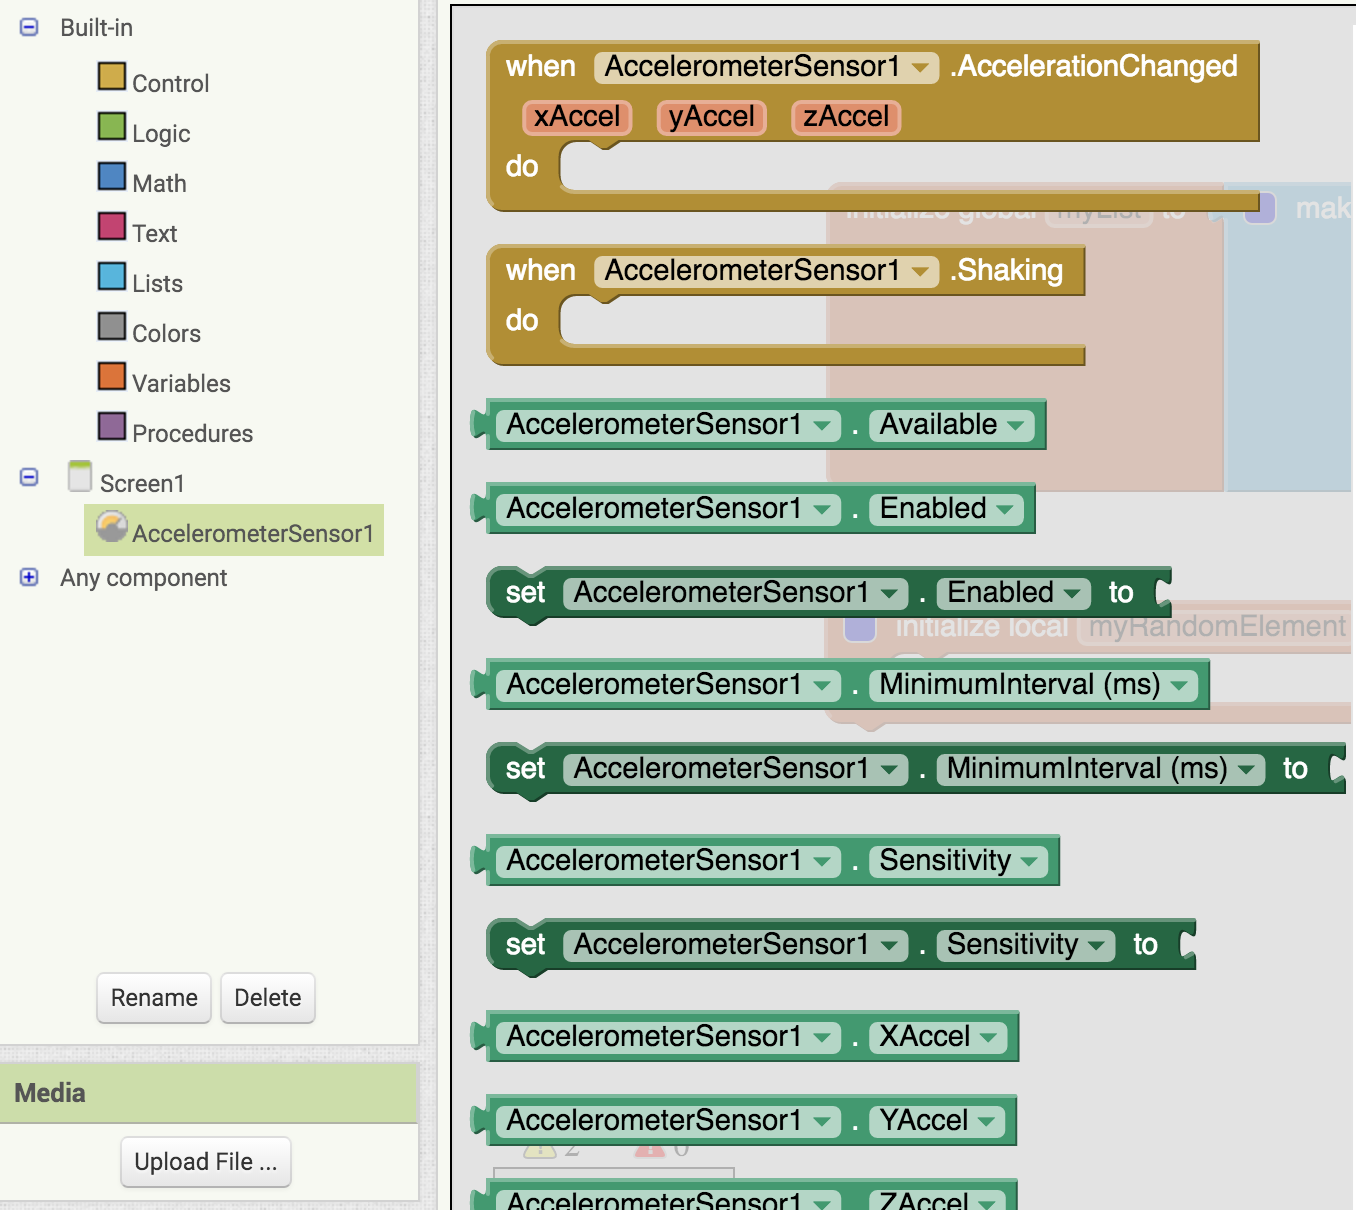 Built-in
Control
Logic
Math
Text
Lists
Colors
Variables
Procedures
Screen1
AccelerometerSensor1
Any component
Rename Delete
Media
Upload File ...
when AccelerometerSensor1 .AccelerationChanged
xAccel yAccel zAccel
do
initialize global myList to mak
when AccelerometerSensor1 .Shaking
do
AccelerometerSensor1 . Available
AccelerometerSensor1 . Enabled
set AccelerometerSensor1 . Enabled to
initialize local myRandomElement
AccelerometerSensor1 . MinimumInterval (ms)
set AccelerometerSensor1 . MinimumInterval (ms) to
AccelerometerSensor1 . Sensitivity
set AccelerometerSensor1 . Sensitivity to
AccelerometerSensor1 . XAccel
AccelerometerSensor1 . YAccel
2 0
AccelerometerSensor1 . ZAccel